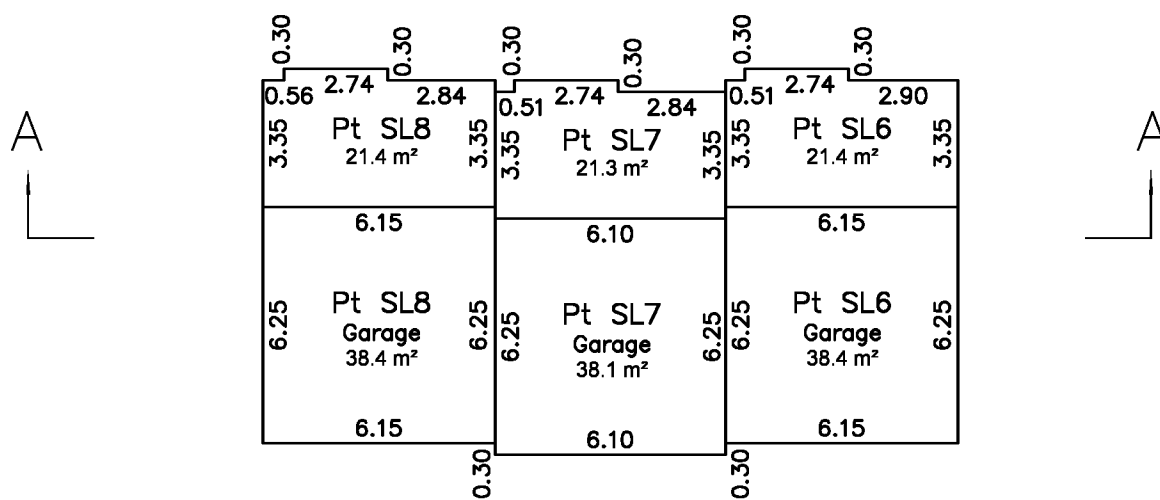 0.30
0.30
0.30
0.30
0.30
0.30
0.56
2.74
2.84
0.51
2.74
2.84
0.51
2.74
2.90
A
A
3.35
Pt SL8
21.4 m²
3.35
3.35
Pt SL7
21.3 m²
3.35
3.35
Pt SL6
21.4 m²
3.35
6.15
6.10
6.15
6.25
Pt SL8
Garage
38.4 m²
6.25
6.25
Pt SL7
Garage
38.1 m²
6.25
6.25
Pt SL6
Garage
38.4 m²
6.25
6.15
6.10
6.15
0.30
0.30